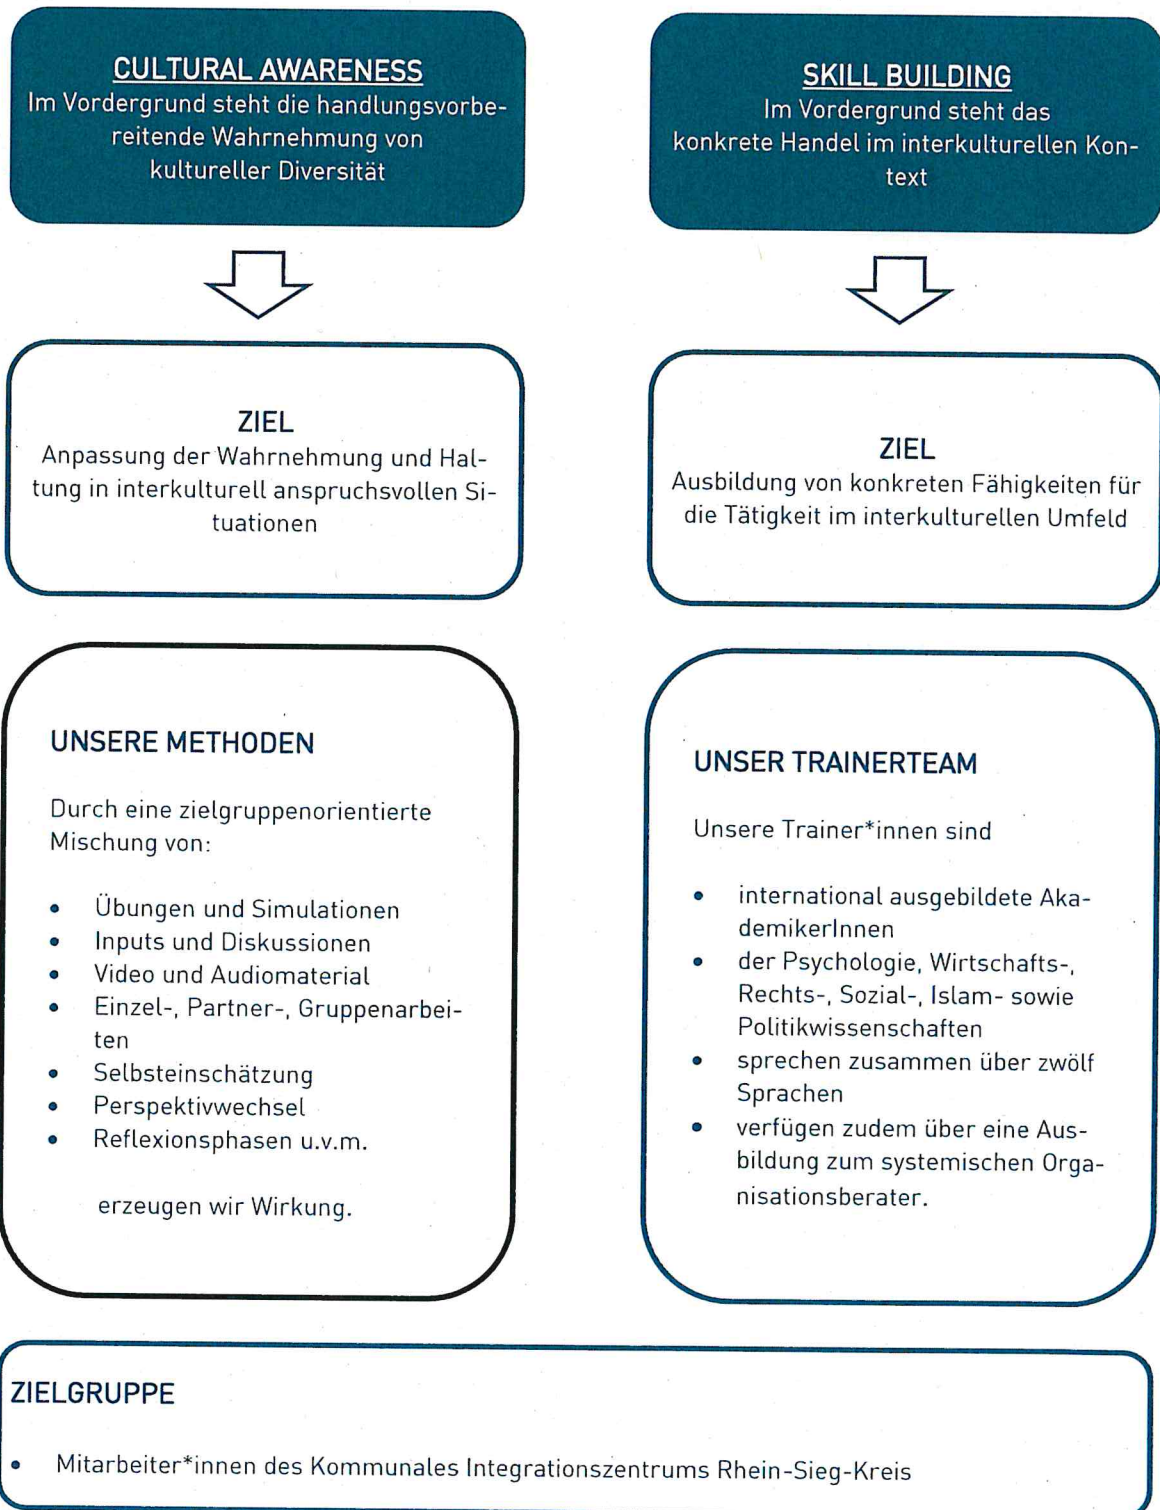 CULTURAL AWARENESS
Im Vordergrund steht die handlungsvorbe-
reitende Wahrnehmung von
kultureller Diversität
SKILL BUILDING
Im Vordergrund steht das
konkrete Handel im interkulturellen Kon-
text
ZIEL
Anpassung der Wahrnehmung und Hal-
tung in interkulturell anspruchsvollen Si-
tuationen
ZIEL
Ausbildung von konkreten Fähigkeiten für
die Tätigkeit im interkulturellen Umfeld
UNSERE METHODEN
Durch eine zielgruppenorientierte
Mischung von:
• Übungen und Simulationen
• Inputs und Diskussionen
• Video und Audiomaterial
• Einzel-, Partner-, Gruppenarbei-
ten
• Selbsteinschätzung
• Perspektivwechsel
• Reflexionsphasen u.v.m.
erzeugen wir Wirkung.
UNSER TRAINERTEAM
Unsere Trainer*innen sind
• international ausgebildete Aka-
demikerInnen
• der Psychologie, Wirtschafts-,
Rechts-, Sozial-, Islam- sowie
Politikwissenschaften
• sprechen zusammen über zwölf
Sprachen
• verfügen zudem über eine Aus-
bildung zum systemischen Orga-
nisationsberater.
ZIELGRUPPE
• Mitarbeiter*innen des Kommunales Integrationszentrums Rhein-Sieg-Kreis